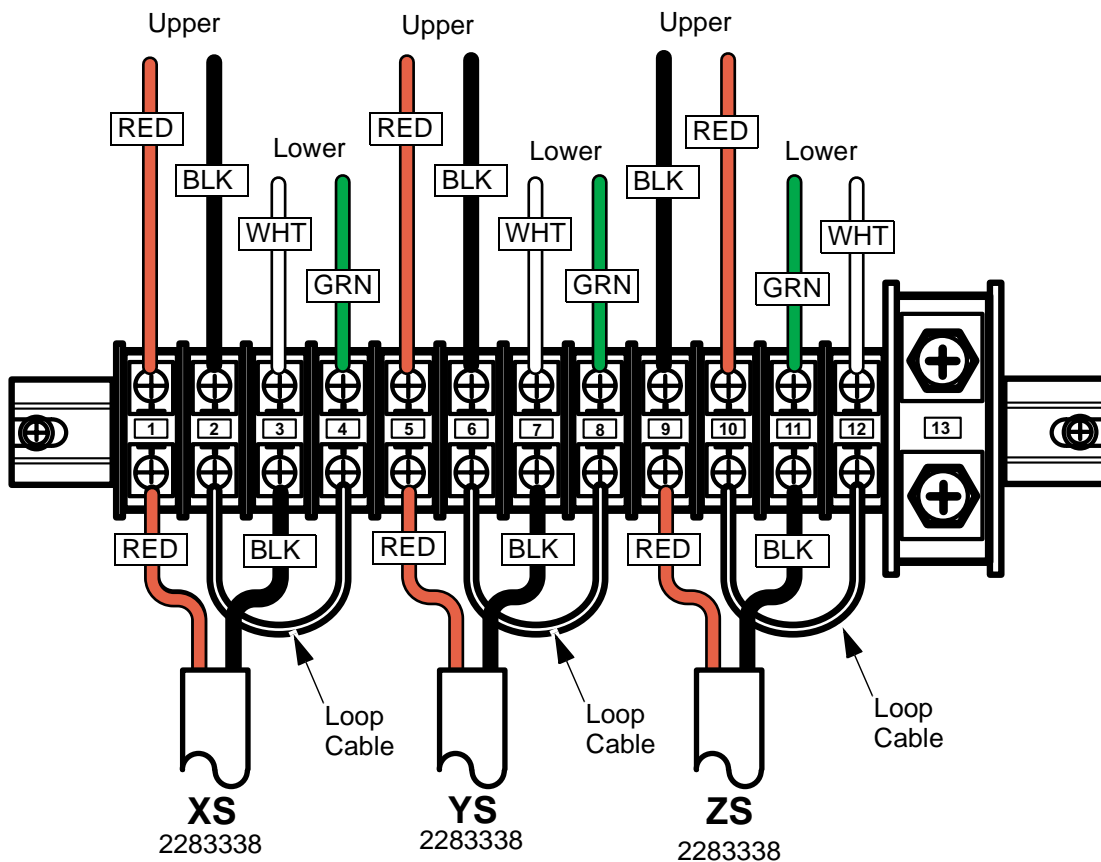 Upper
Upper
Upper
RED
BLK
Lower
WHT
GRN
RED
BLK
Lower
WHT
GRN
BLK
RED
Lower
GRN
WHT
1
2
3
4
5
6
7
8
9
10
11
12
13
RED
BLK
RED
BLK
RED
BLK
Loop
Cable
Loop
Cable
Loop
Cable
XS
2283338
YS
2283338
ZS
2283338